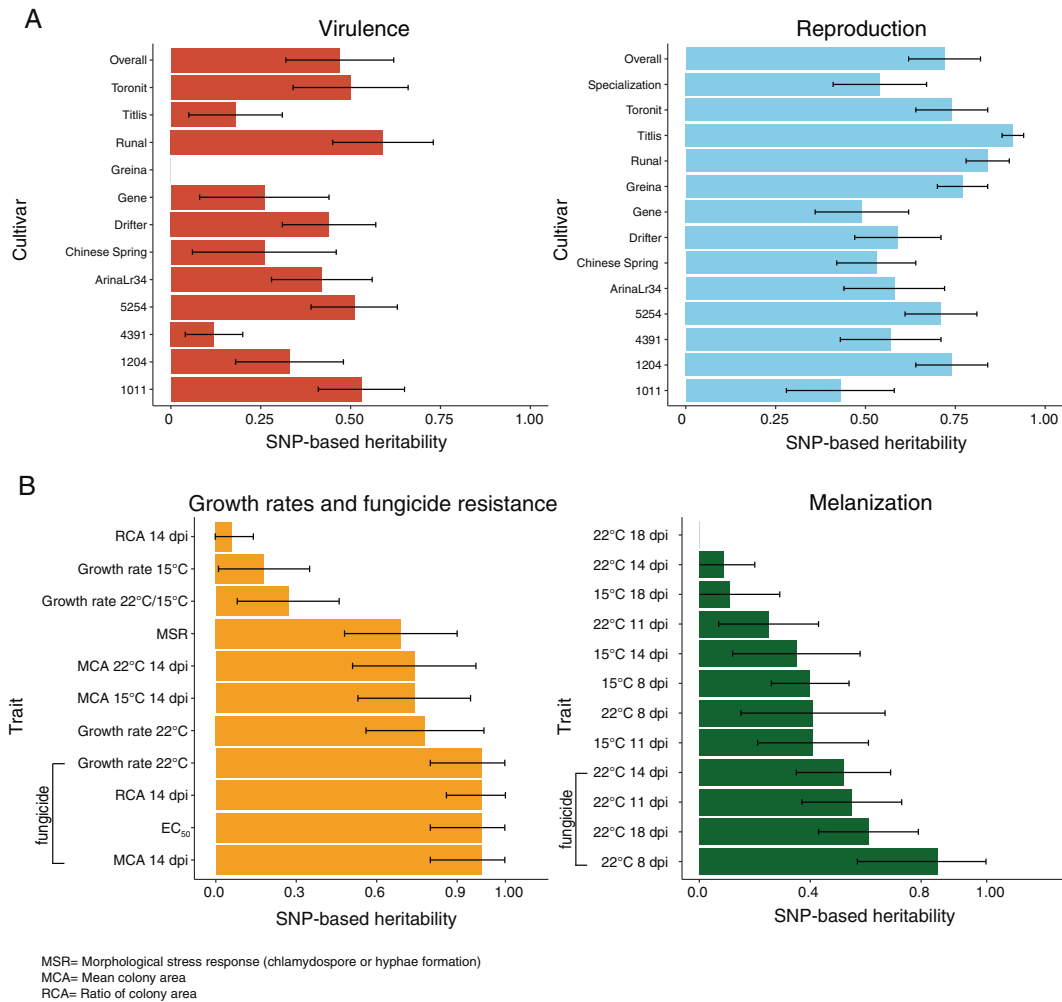 A
Virulence
Cultivar
Overall
Toronit
Titlis
Runal
Greina
Gene
Drifter
Chinese Spring
ArinaLr34
5254
4391
1204
1011
0 0.25 0.50 0.75 1.00
SNP-based heritability
Reproduction
Cultivar
Overall
Specialization
Toronit
Titlis
Runal
Greina
Gene
Drifter
Chinese Spring
ArinaLr34
5254
4391
1204
1011
0 0.25 0.50 0.75 1.00
SNP-based heritability
B
Growth rates and fungicide resistance
Trait
RCA 14 dpi
Growth rate 15°C
Growth rate 22°C/15°C
MSR
MCA 22°C 14 dpi
MCA 15°C 14 dpi
Growth rate 22°C
fungicide
Growth rate 22°C
RCA 14 dpi
EC50
MCA 14 dpi
0.0 0.3 0.6 0.9 1.00
SNP-based heritability
Melanization
Trait
22°C 18 dpi
22°C 14 dpi
15°C 18 dpi
22°C 11 dpi
15°C 14 dpi
15°C 8 dpi
22°C 8 dpi
15°C 11 dpi
fungicide
22°C 14 dpi
22°C 11 dpi
22°C 18 dpi
22°C 8 dpi
0.0 0.4 0.8 1.00
SNP-based heritability
MSR= Morphological stress response (chlamydospore or hyphae formation)
MCA= Mean colony area
RCA= Ratio of colony area